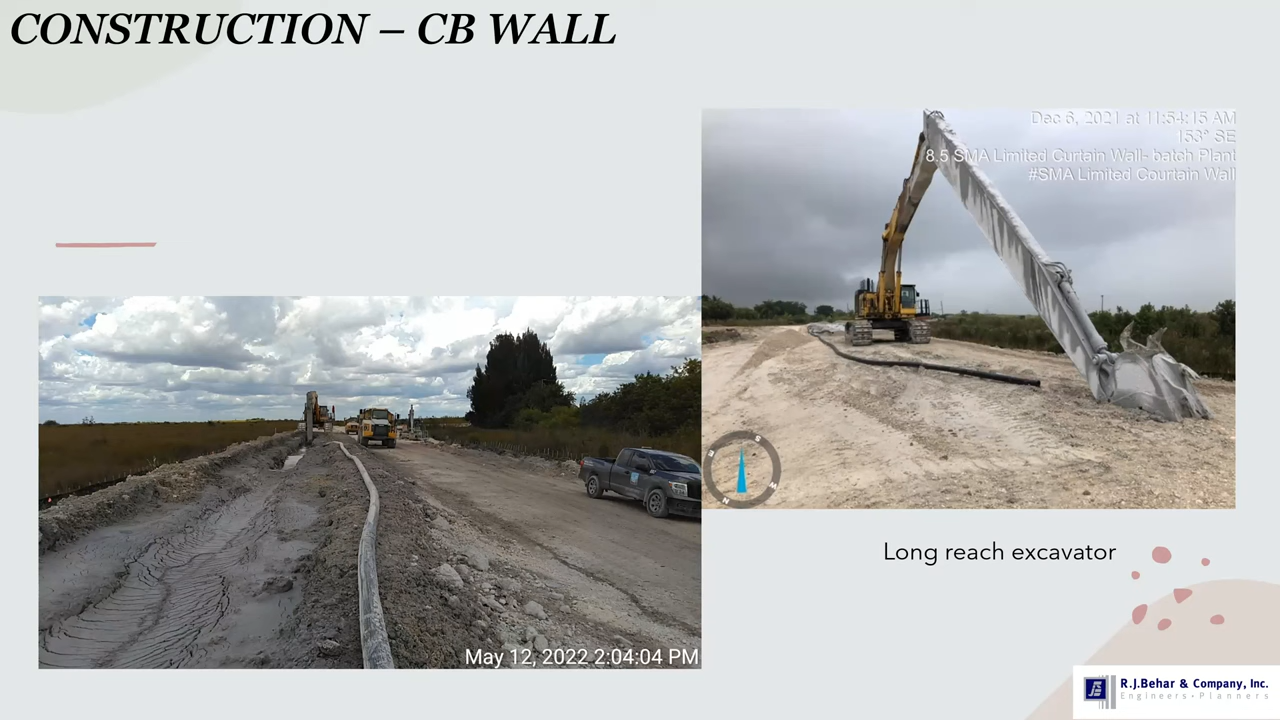 CONSTRUCTION – CB WALL
Dec 6, 2021 at 11:54:15 AM
153° SE
8.5 SMA Limited Curtain Wall- batch Plant
#SMA Limited Courtain Wall
S
E
W
N
May 12, 2022 2:04:04 PM
Long reach excavator
R.J.Behar & Company, Inc.
Engineers•Planners